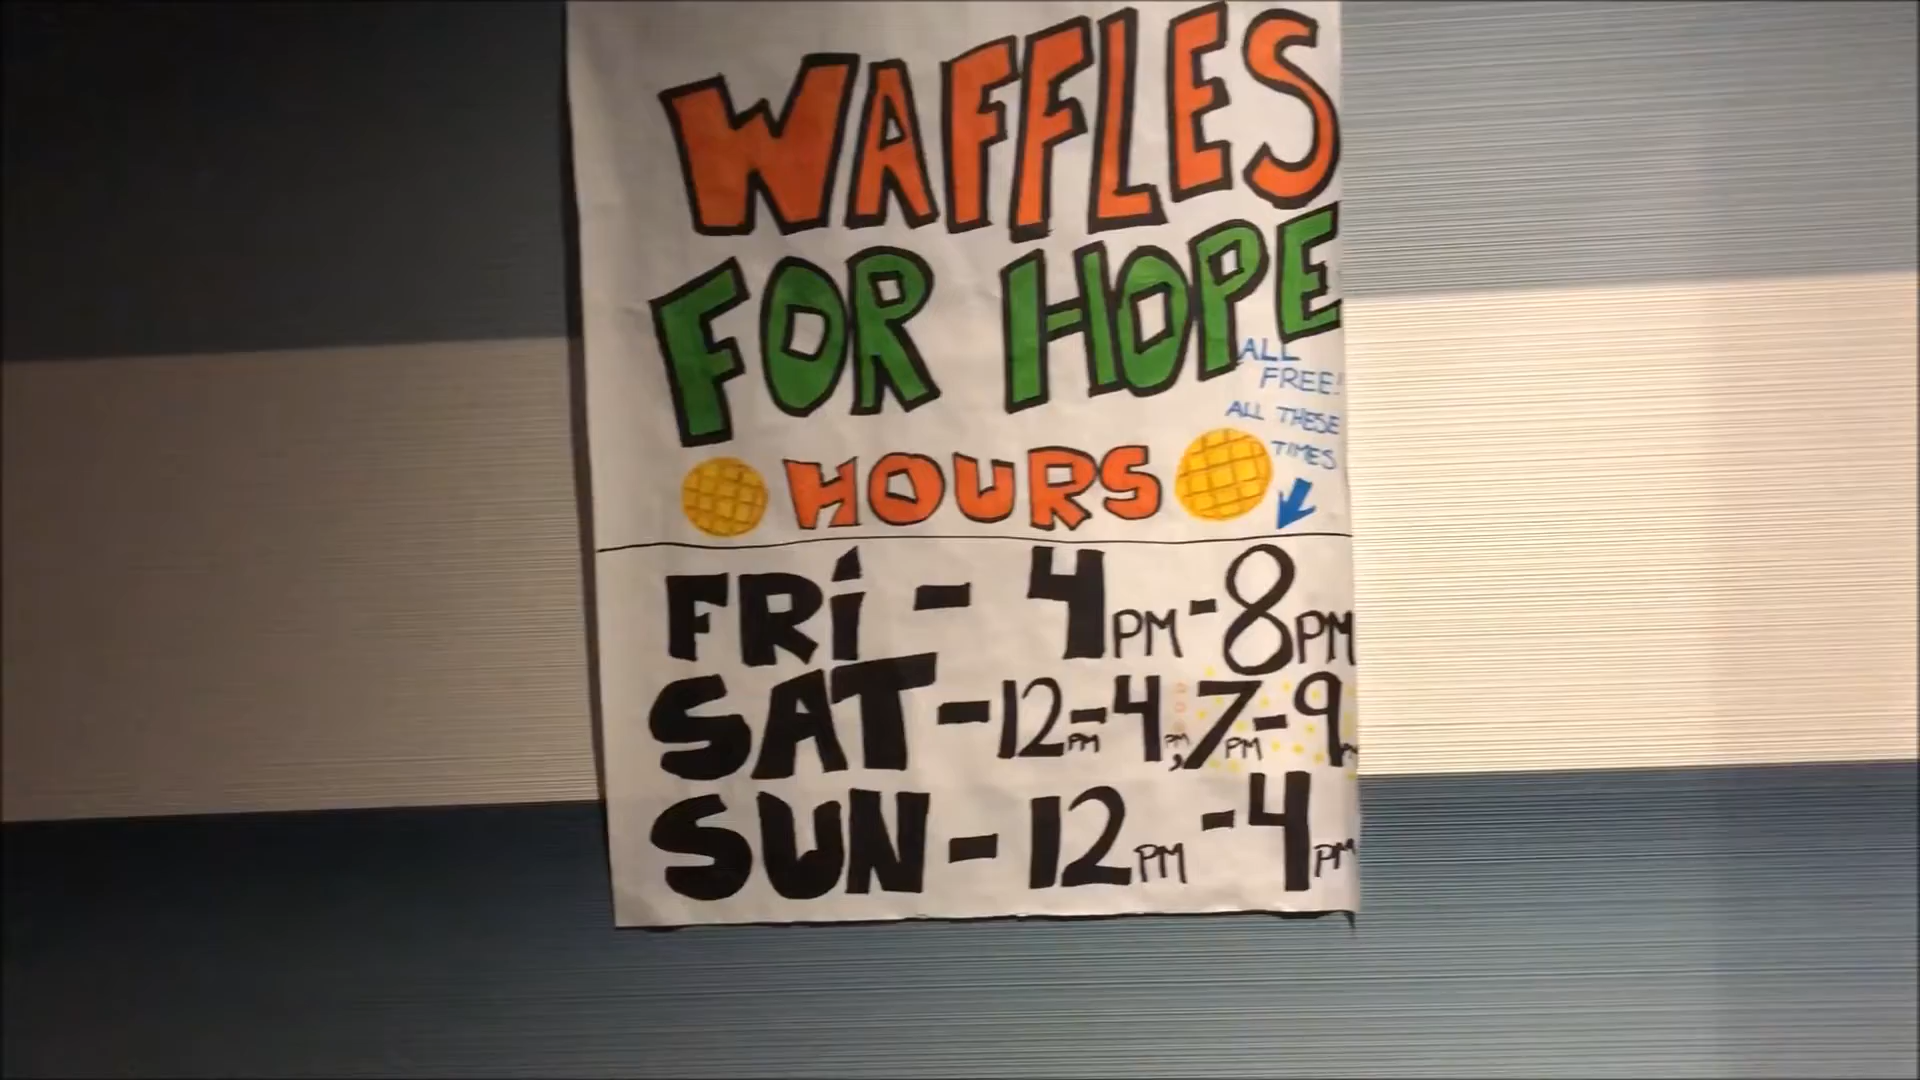 WAFFLES
FOR HOPE
ALL
FREE!
ALL THESE
TIMES
HOURS
FRi - 4PM - 8PM
SAT - 12PM - 4PM, 7PM - 9PM
SUN - 12PM - 4PM